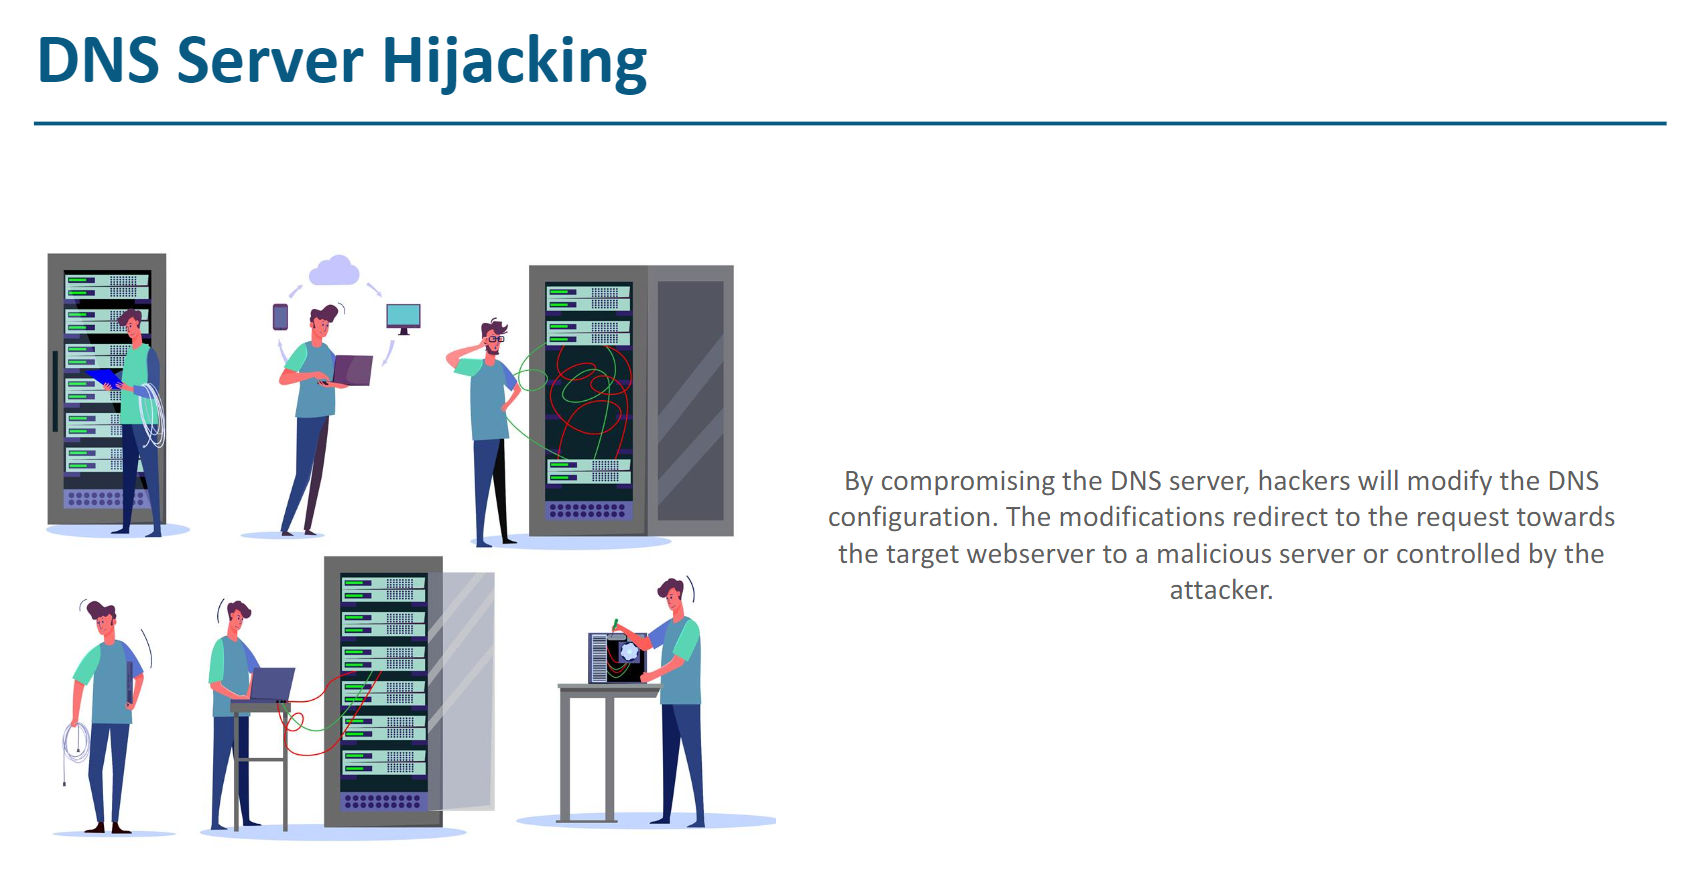 DNS Server Hijacking
By compromising the DNS server, hackers will modify the DNS
configuration. The modifications redirect to the request towards
the target webserver to a malicious server or controlled by the
attacker.